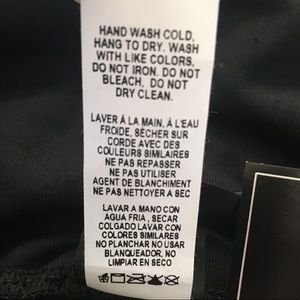 HAND WASH COLD,
HANG TO DRY. WASH
WITH LIKE COLORS,
DO NOT IRON. DO NOT
BLEACH, DO NOT
DRY CLEAN.
LAVER À LA MAIN, À L'EAU
FROIDE, SÉCHER SUR
CORDE AVEC DES
COULEURS SIMILAIRES
NE PAS REPASSER
NE PAS UTILISER
AGENT DE BLANCHIMENT
NE PAS NETTOYER A SEC
LAVAR A MANO CON
AGUA FRIA , SECAR
COLGADO LAVAR CON
COLORES SIMILARES
NO PLANCHAR NO USAR
BLANQUEADOR, NO
LIMPIAR EN SECO